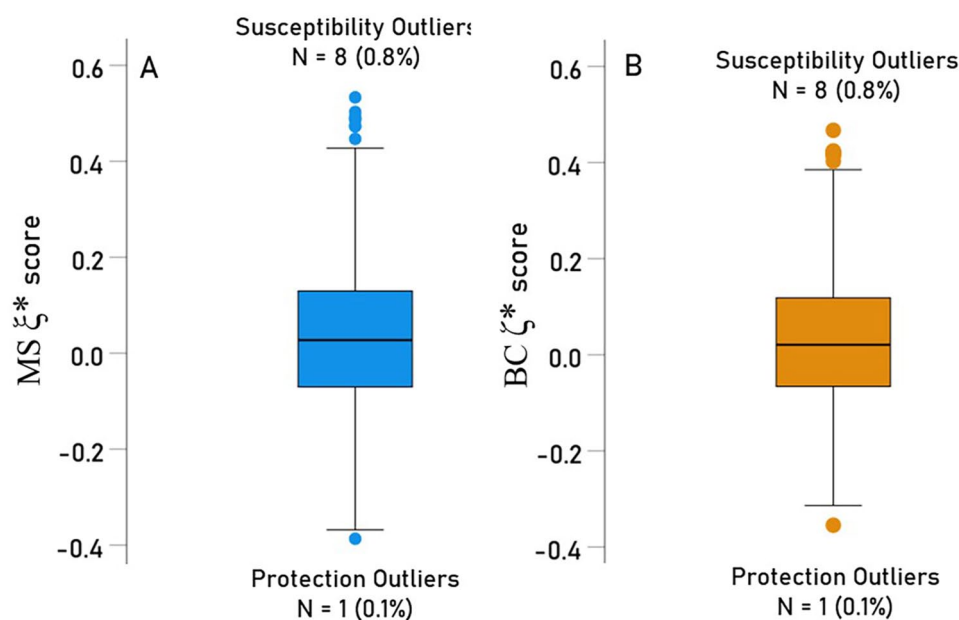 Susceptibility Outliers
N = 8 (0.8%)
A
0.6
0.4
0.2
0.0
-0.2
-0.4
MS ξ* score
Protection Outliers
N = 1 (0.1%)
Susceptibility Outliers
N = 8 (0.8%)
B
0.6
0.4
0.2
0.0
-0.2
-0.4
BC ζ* score
Protection Outliers
N = 1 (0.1%)